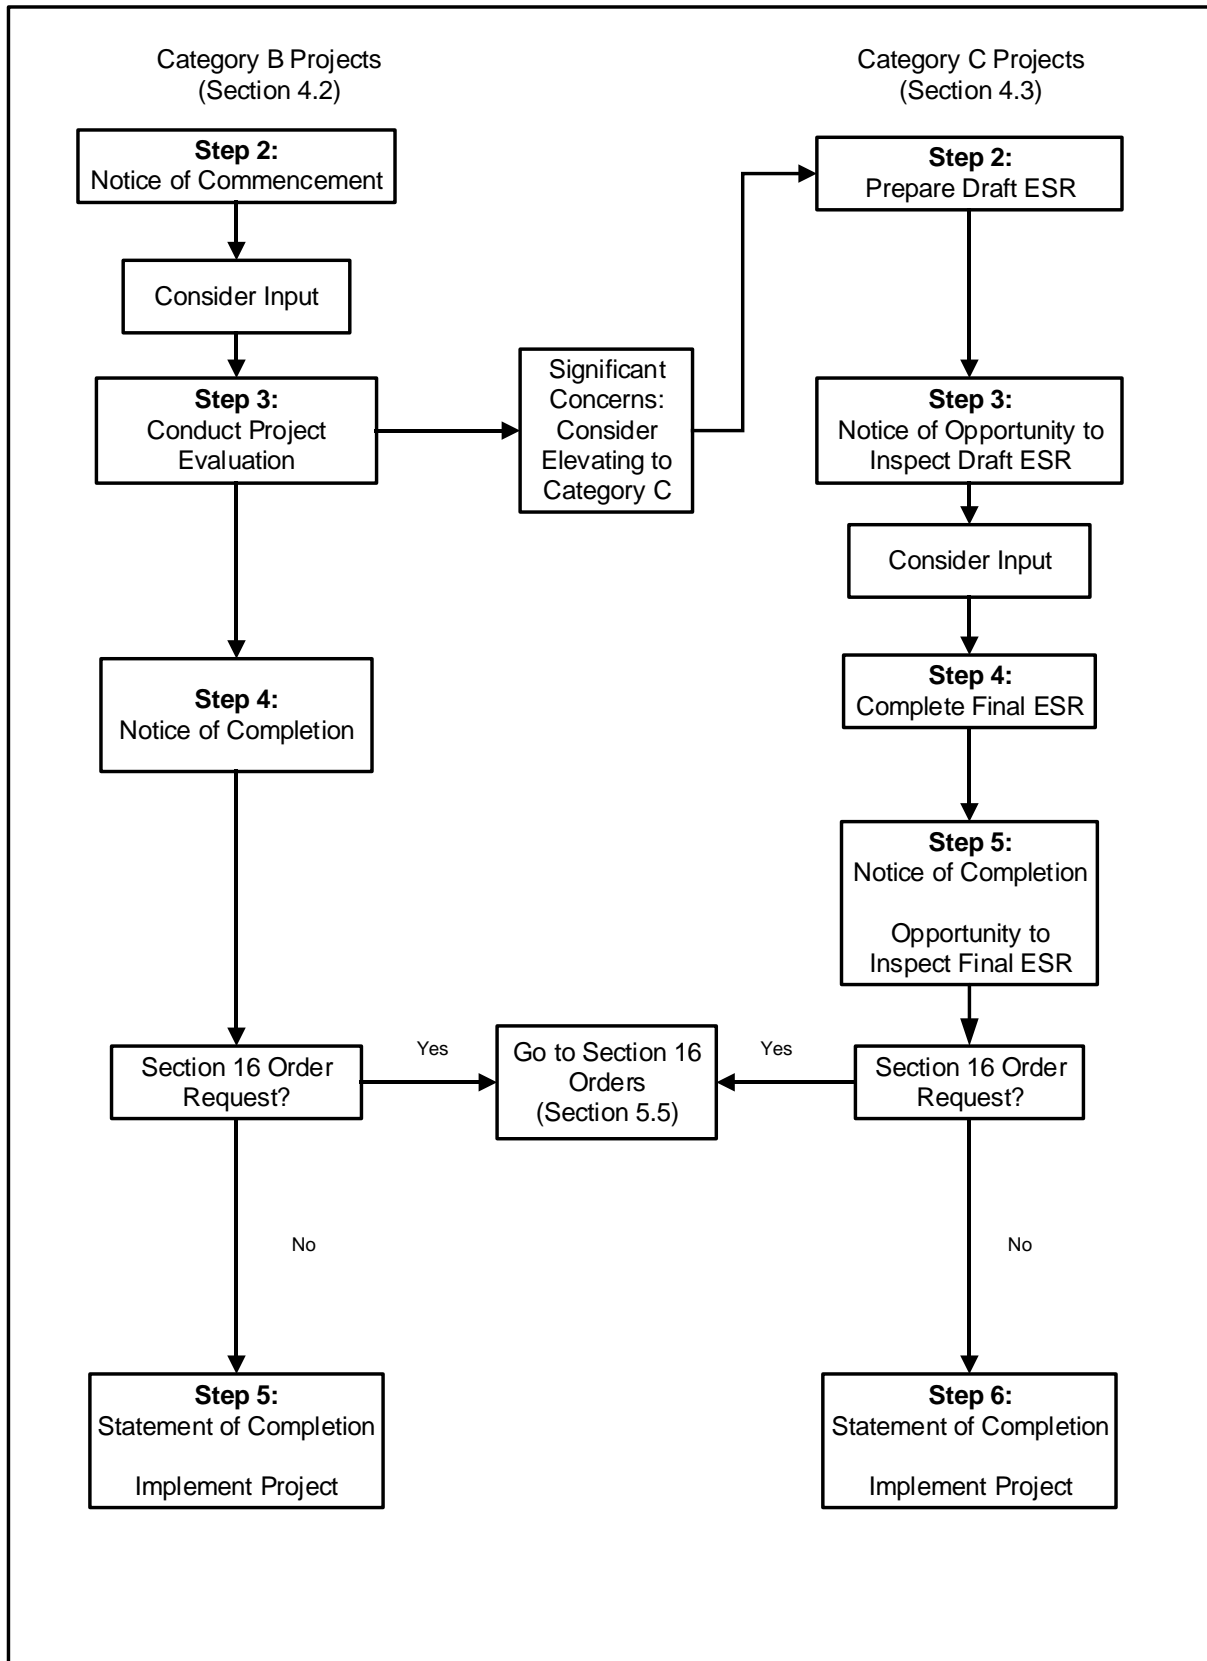 Category B Projects
(Section 4.2)
Step 2:
Notice of Commencement
Consider Input
Step 3:
Conduct Project
Evaluation
Significant
Concerns:
Consider
Elevating to
Category C
Step 4:
Notice of Completion
Section 16 Order
Request?
Yes
Go to Section 16
Orders
(Section 5.5)
No
Step 5:
Statement of Completion
Implement Project
Category C Projects
(Section 4.3)
Step 2:
Prepare Draft ESR
Step 3:
Notice of Opportunity to
Inspect Draft ESR
Consider Input
Step 4:
Complete Final ESR
Step 5:
Notice of Completion
Opportunity to
Inspect Final ESR
Yes
Section 16 Order
Request?
No
Step 6:
Statement of Completion
Implement Project